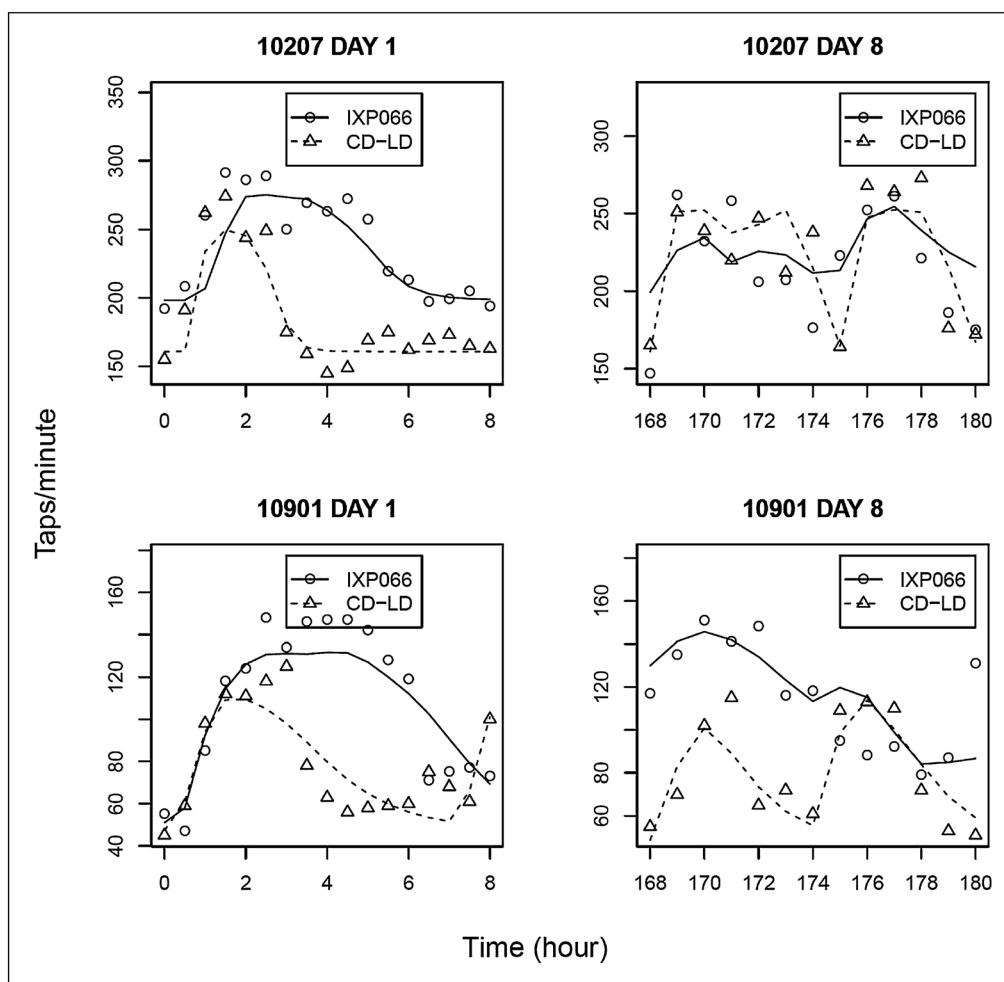 10207 DAY 1
350
300
250
200
150
IXP066
CD-LD
0 2 4 6 8
10207 DAY 8
300
250
200
150
IXP066
CD-LD
168 170 172 174 176 178 180
Taps/minute
10901 DAY 1
160
120
80
60
40
IXP066
CD-LD
0 2 4 6 8
10901 DAY 8
160
120
80
60
IXP066
CD-LD
168 170 172 174 176 178 180
Time (hour)